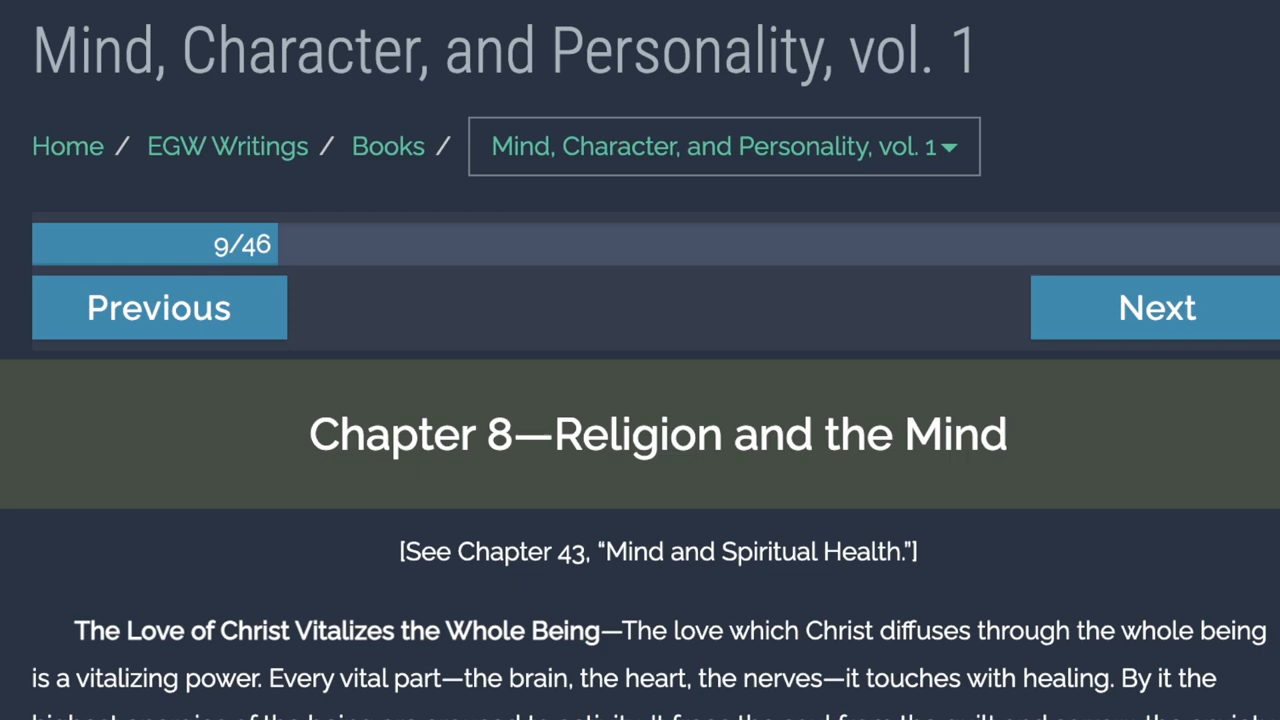 Mind, Character, and Personality, vol. 1
Home / EGW Writings / Books / Mind, Character, and Personality, vol. 1
9/46
Previous Next
Chapter 8—Religion and the Mind
[See Chapter 43, “Mind and Spiritual Health.”]
The Love of Christ Vitalizes the Whole Being—The love which Christ diffuses through the whole being
is a vitalizing power. Every vital part—the brain, the heart, the nerves—it touches with healing. By it the